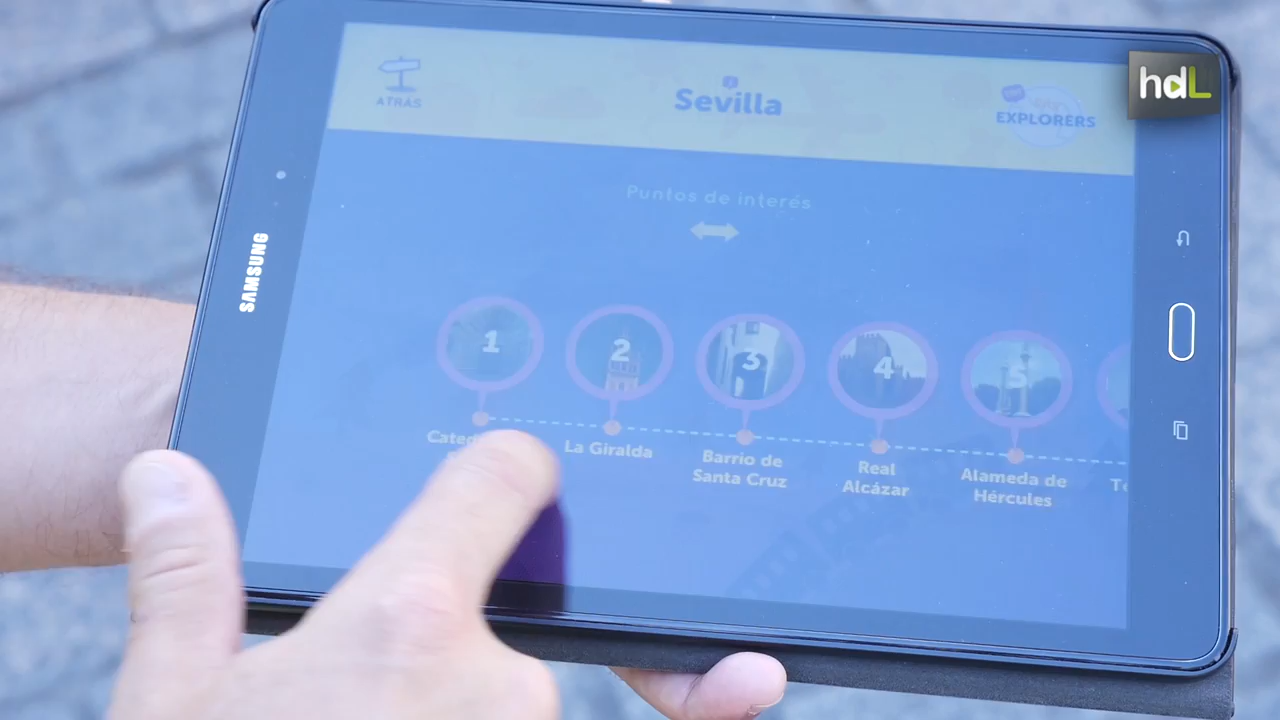 hdL
ATRÁS
Sevilla
EXPLORERS
Puntos de interés
SAMSUNG
1
2
3
4
5
La Giralda
Barrio de
Santa Cruz
Real
Alcázar
Alameda de
Hércules